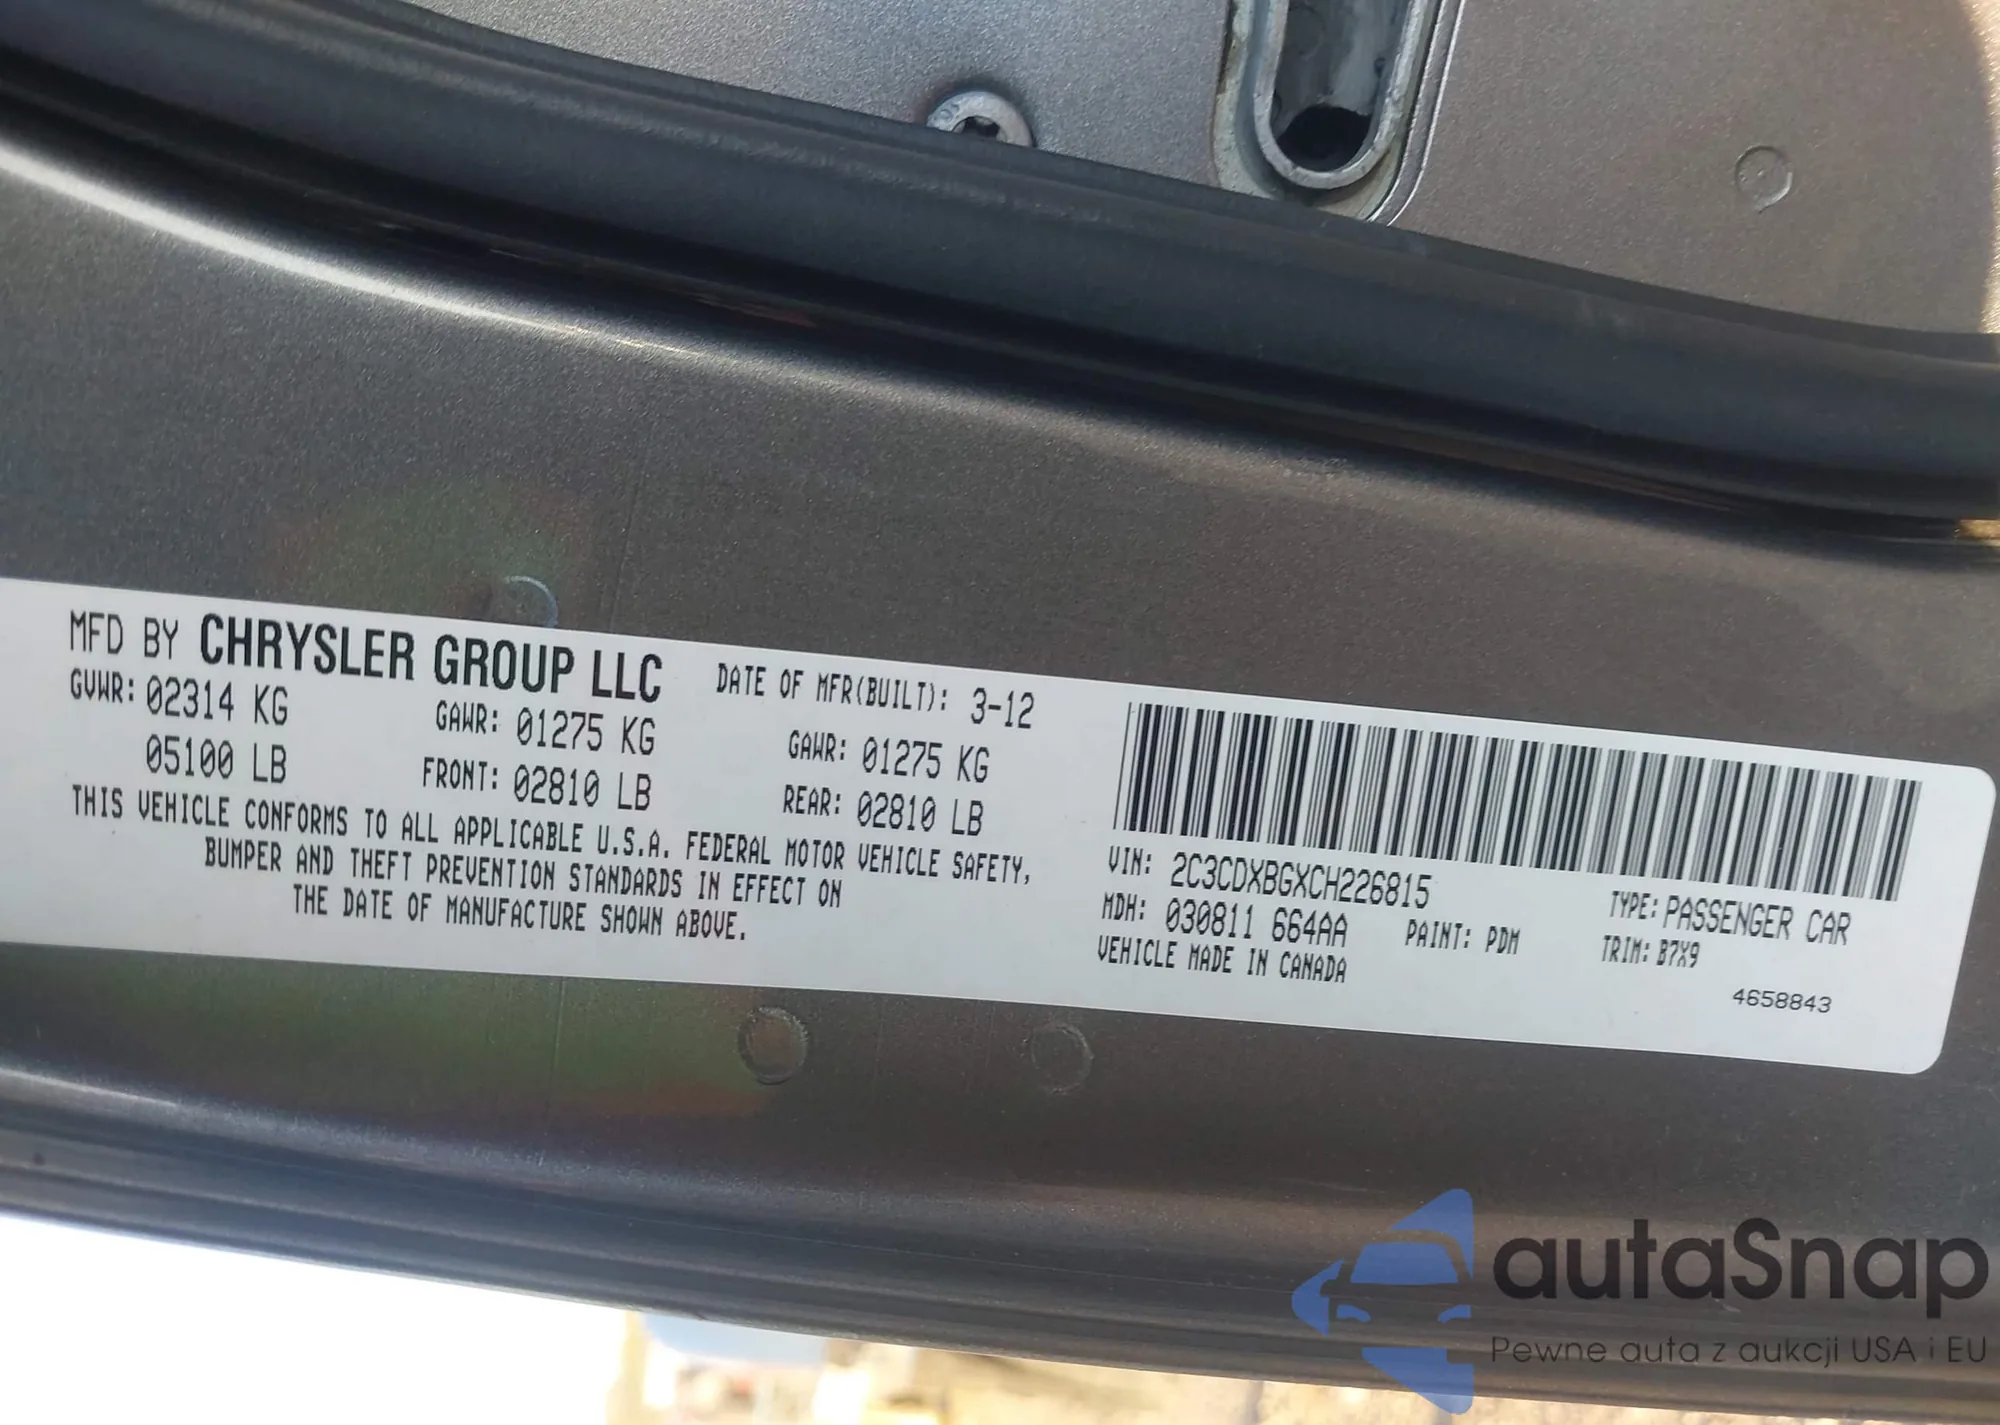 MFD BY CHRYSLER GROUP LLC DATE OF MFR(BUILT): 3-12
GVWR: 02314 KG GAWR: 01275 KG GAWR: 01275 KG
05100 LB FRONT: 02810 LB REAR: 02810 LB
THIS VEHICLE CONFORMS TO ALL APPLICABLE U.S.A. FEDERAL MOTOR VEHICLE SAFETY,
BUMPER AND THEFT PREVENTION STANDARDS IN EFFECT ON
THE DATE OF MANUFACTURE SHOWN ABOVE.
VIN: 2C3CDXBGXCH226815 TYPE: PASSENGER CAR
MDH: 030811 664AA PAINT: PDM TRIM: B7X9
VEHICLE MADE IN CANADA
4658843
autaSnap
Pewne auta z aukcji USA i EU